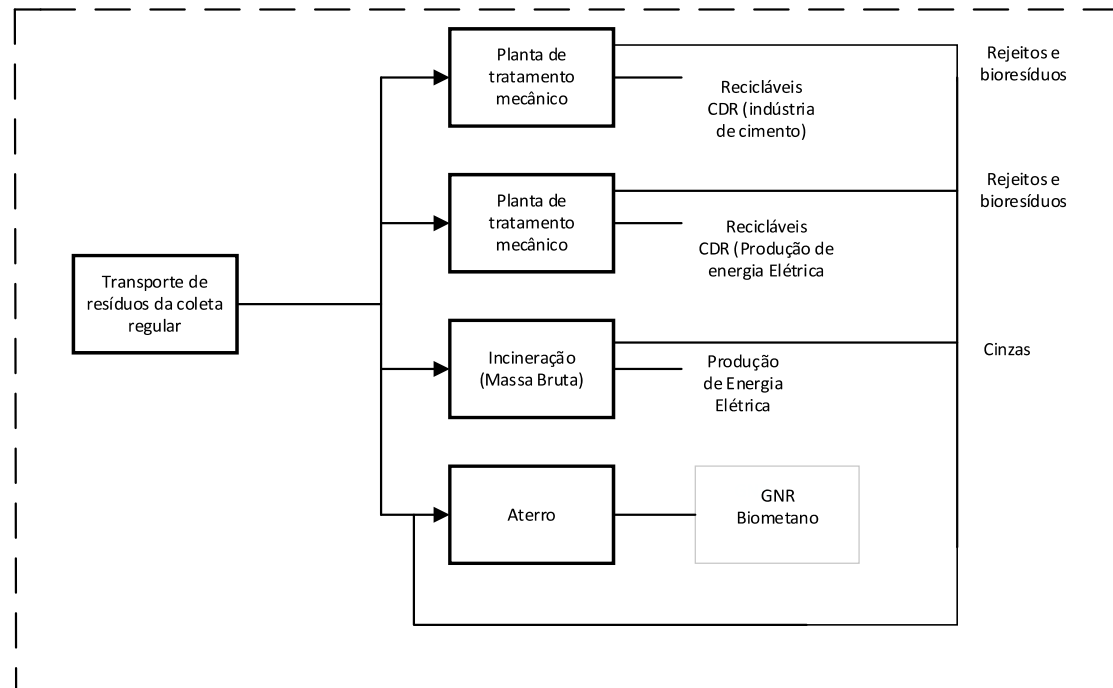 Planta de
tratamento
mecânico
Rejeitos e
bioresíduos
Recicláveis
CDR (indústria
de cimento)
Planta de
tratamento
mecânico
Rejeitos e
bioresíduos
Recicláveis
CDR (Produção de
energia Elétrica
Transporte de
resíduos da coleta
regular
Incineração
(Massa Bruta)
Cinzas
Produção
de Energia
Elétrica
Aterro
GNR
Biometano